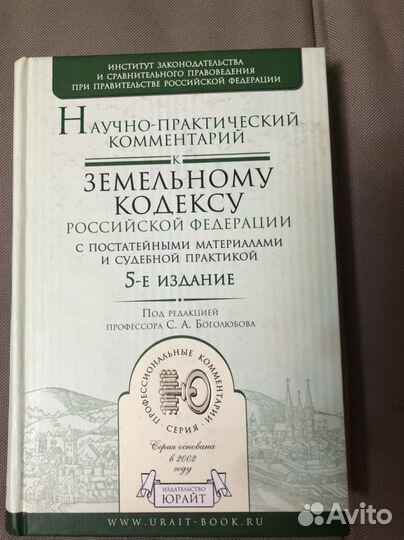 ИНСТИТУТ ЗАКОНОДАТЕЛЬСТВА
И СРАВНИТЕЛЬНОГО ПРАВОВЕДЕНИЯ
ПРИ ПРАВИТЕЛЬСТВЕ РОССИЙСКОЙ ФЕДЕРАЦИИ
НАУЧНО-ПРАКТИЧЕСКИЙ
КОММЕНТАРИЙ
К
ЗЕМЕЛЬНОМУ
КОДЕКСУ
РОССИЙСКОЙ ФЕДЕРАЦИИ
С ПОСТАТЕЙНЫМИ МАТЕРИАЛАМИ
И СУДЕБНОЙ ПРАКТИКОЙ
5-Е ИЗДАНИЕ
ПОД РЕДАКЦИЕЙ
ПРОФЕССОРА С. А. БОГОЛЮБОВА
ПРОФЕССИОНАЛЬНЫЕ КОММЕНТАРИИ
СЕРИЯ
Серия основана
в 2002
году
ИЗДАТЕЛЬСТВО
ЮРАЙТ
WWW.URAIT-BOOK.RU
Avito